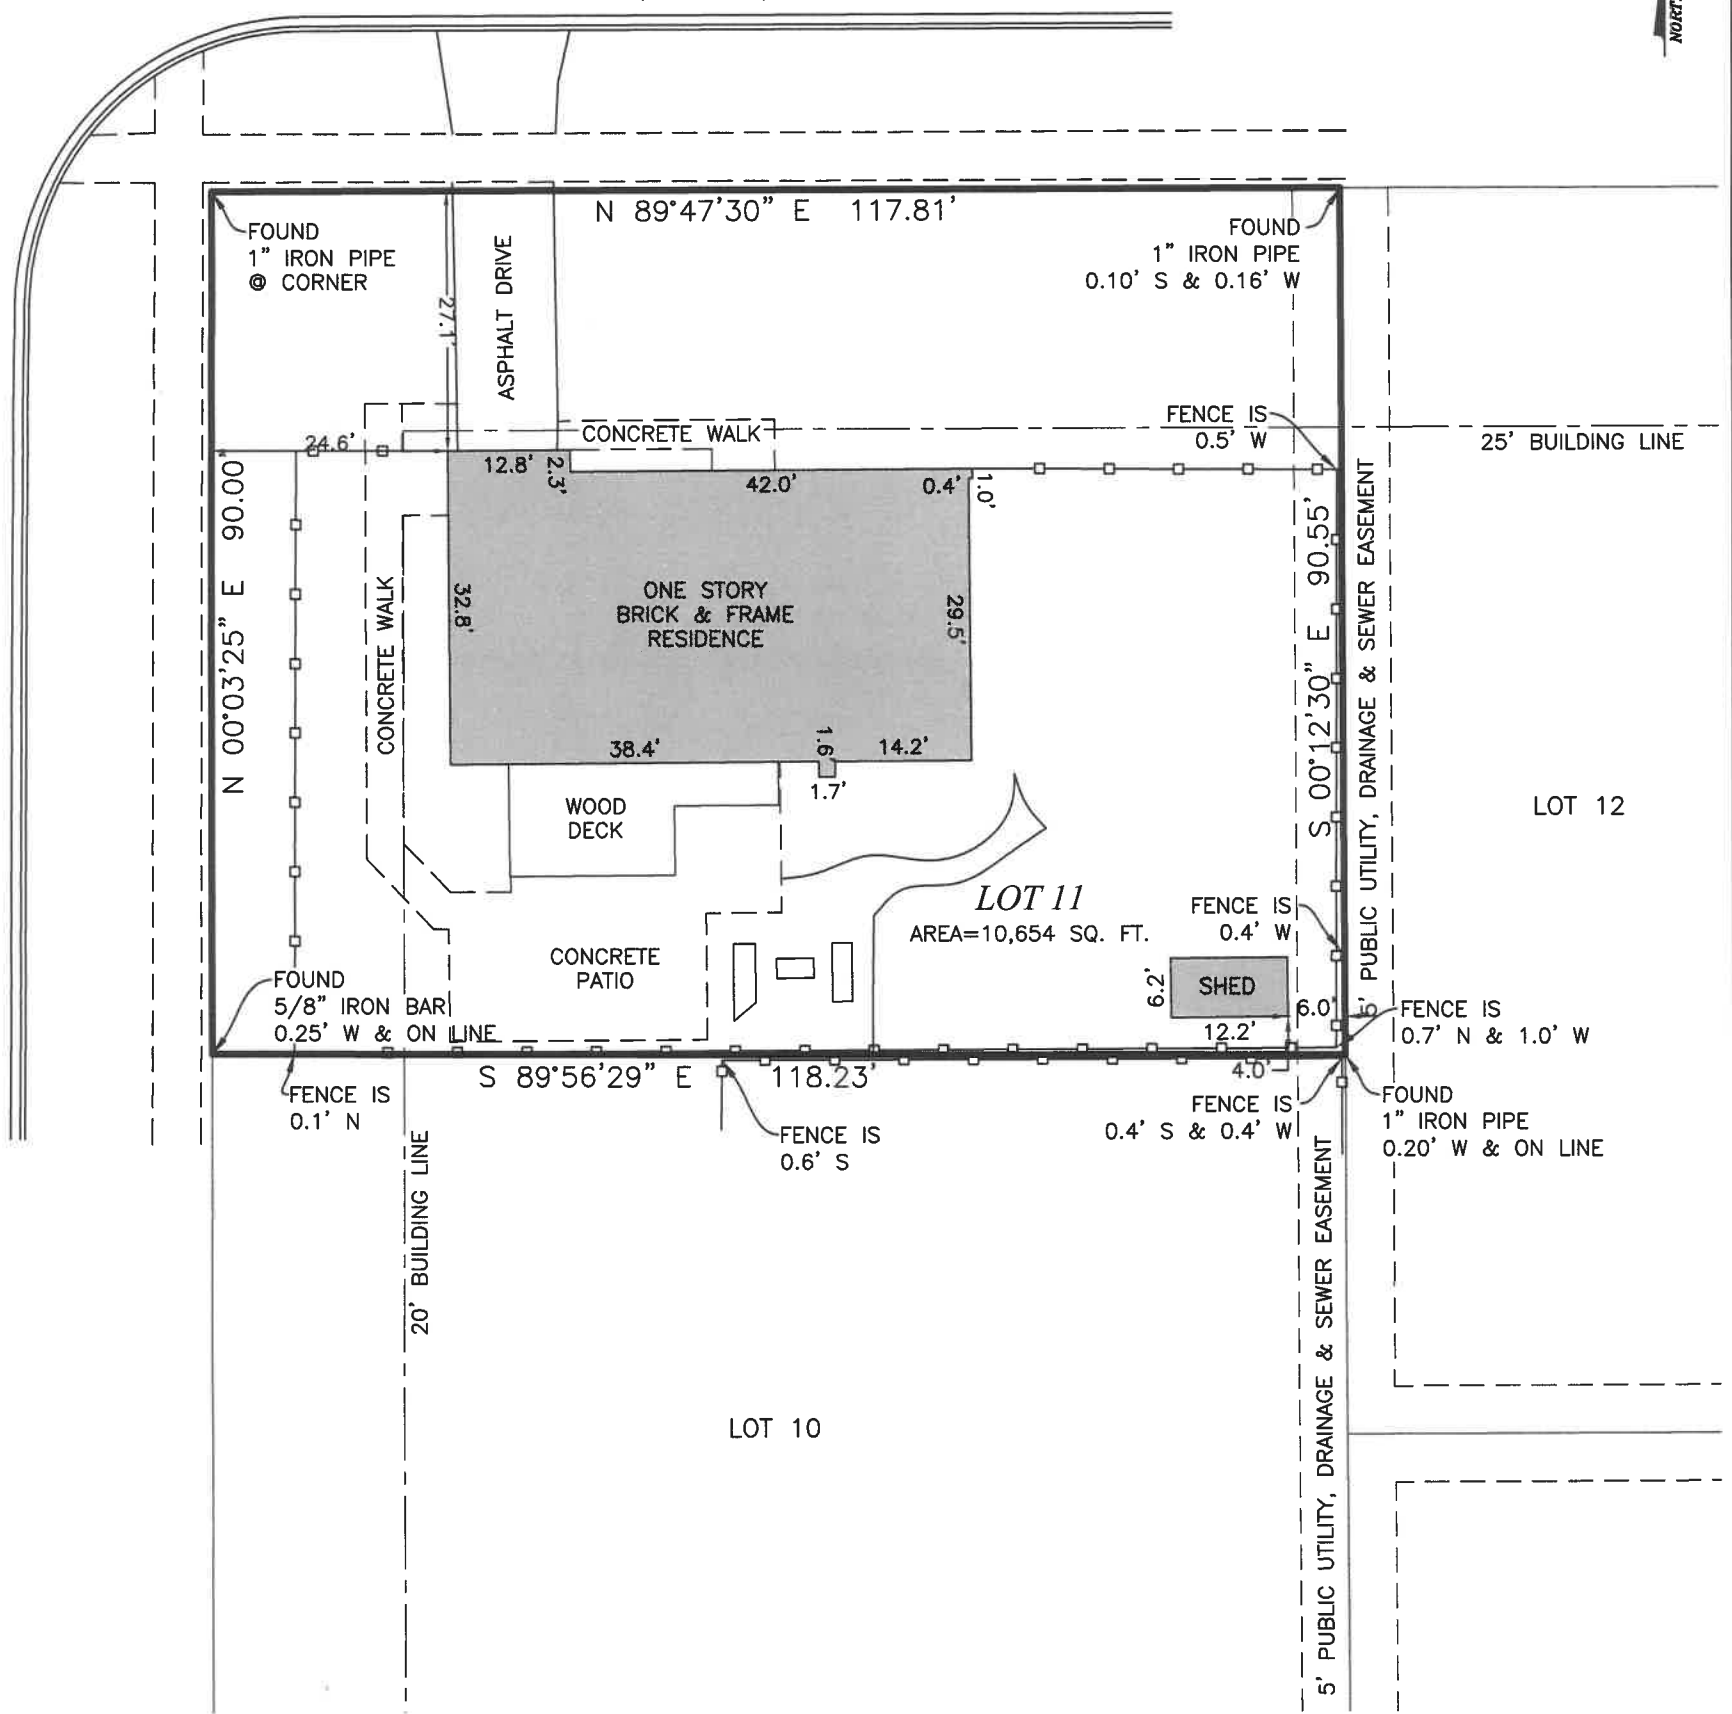 NORT
N 89°47'30" E 117.81'
FOUND
1" IRON PIPE
@ CORNER
FOUND
1" IRON PIPE
0.10' S & 0.16' W
27.1'
ASPHALT DRIVE
24.6'
CONCRETE WALK
FENCE IS
0.5' W
25' BUILDING LINE
12.8'
2.3'
42.0'
0.4'
1.0'
N 00°03'25" E 90.00'
CONCRETE WALK
32.8'
ONE STORY
BRICK & FRAME
RESIDENCE
29.5'
S 00°12'30" E 90.55'
5' PUBLIC UTILITY, DRAINAGE & SEWER EASEMENT
38.4'
1.6'
14.2'
1.7'
WOOD
DECK
LOT 12
LOT 11
AREA=10,654 SQ. FT.
FENCE IS
0.4' W
CONCRETE
PATIO
6.2'
SHED
12.2'
6.0'
FOUND
5/8" IRON BAR
0.25' W & ON LINE
FENCE IS
0.7' N & 1.0' W
S 89°56'29" E 118.23'
4.0'
FENCE IS
0.1' N
FENCE IS
0.6' S
FENCE IS
0.4' S & 0.4' W
FOUND
1" IRON PIPE
0.20' W & ON LINE
20' BUILDING LINE
5' PUBLIC UTILITY, DRAINAGE & SEWER EASEMENT
LOT 10